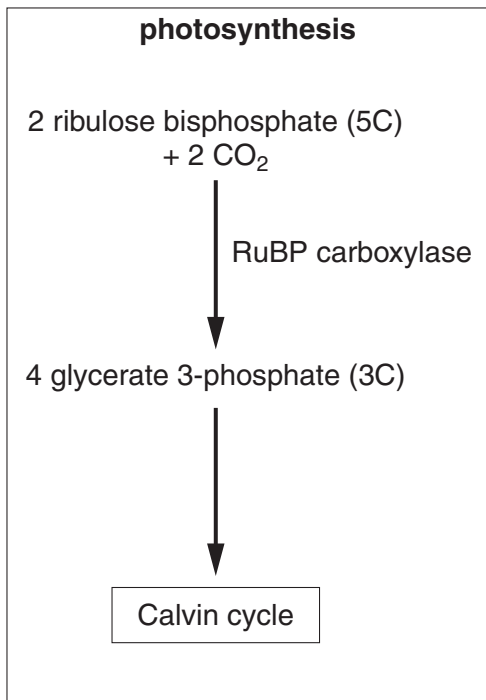 photosynthesis
2 ribulose bisphosphate (5C)
+ 2 CO₂
RuBP carboxylase
4 glycerate 3-phosphate (3C)
Calvin cycle